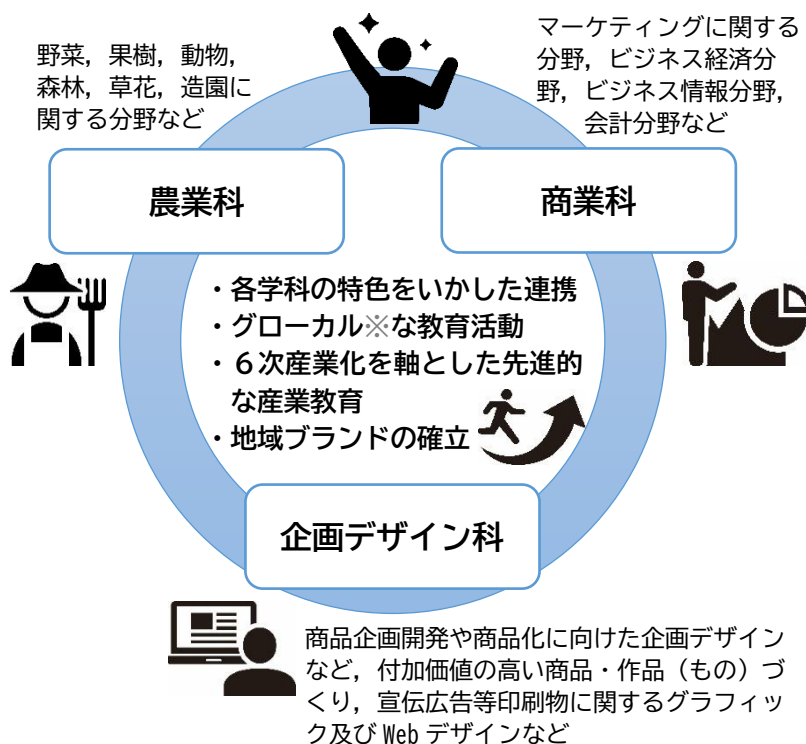 野菜，果樹，動物，
森林，草花，造園に
関する分野など
マーケティングに関する
分野，ビジネス経済分
野，ビジネス情報分野，
会計分野など
農業科
商業科
・各学科の特色をいかした連携
・グローカル※な教育活動
・６次産業化を軸とした先進的
な産業教育
・地域ブランドの確立
企画デザイン科
商品企画開発や商品化に向けた企画デザイン
など，付加価値の高い商品・作品（もの）づ
くり，宣伝広告等印刷物に関するグラフィッ
ク及び Web デザインなど